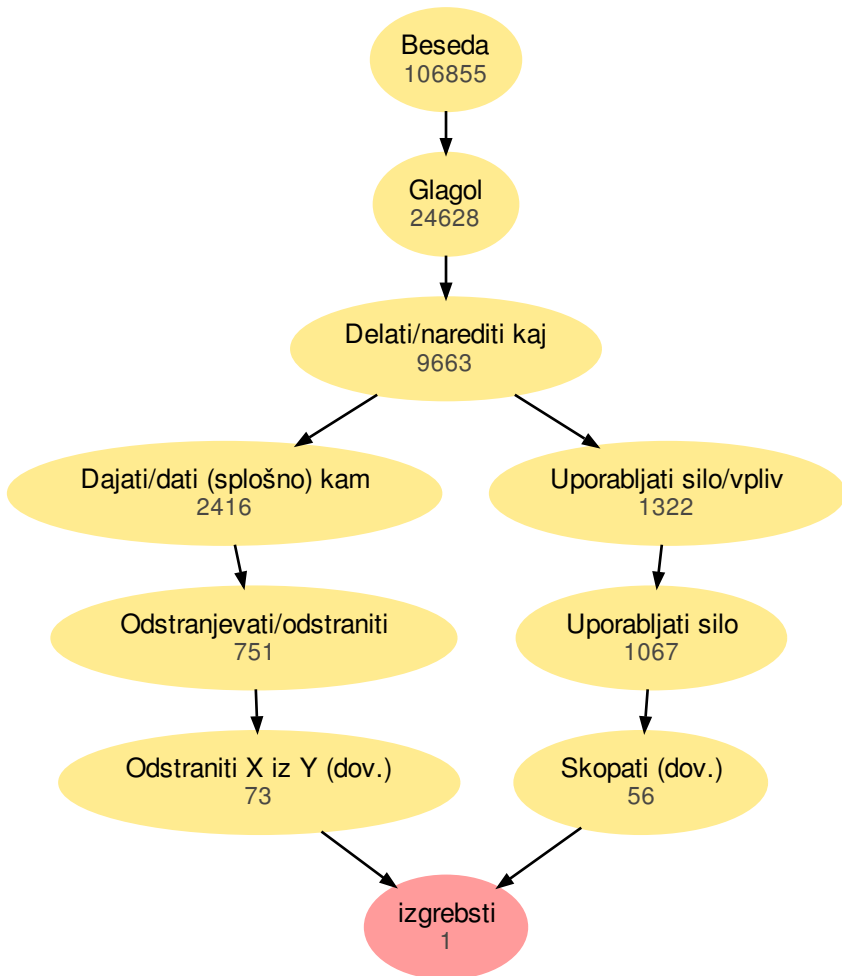 Beseda
106855
Glagol
24628
Delati/narediti kaj
9663
Dajati/dati (splošno) kam
2416
Uporabljati silo/vpliv
1322
Odstranjevati/odstraniti
751
Uporabljati silo
1067
Odstraniti X iz Y (dov.)
73
Skopati (dov.)
56
izgrebsti
1